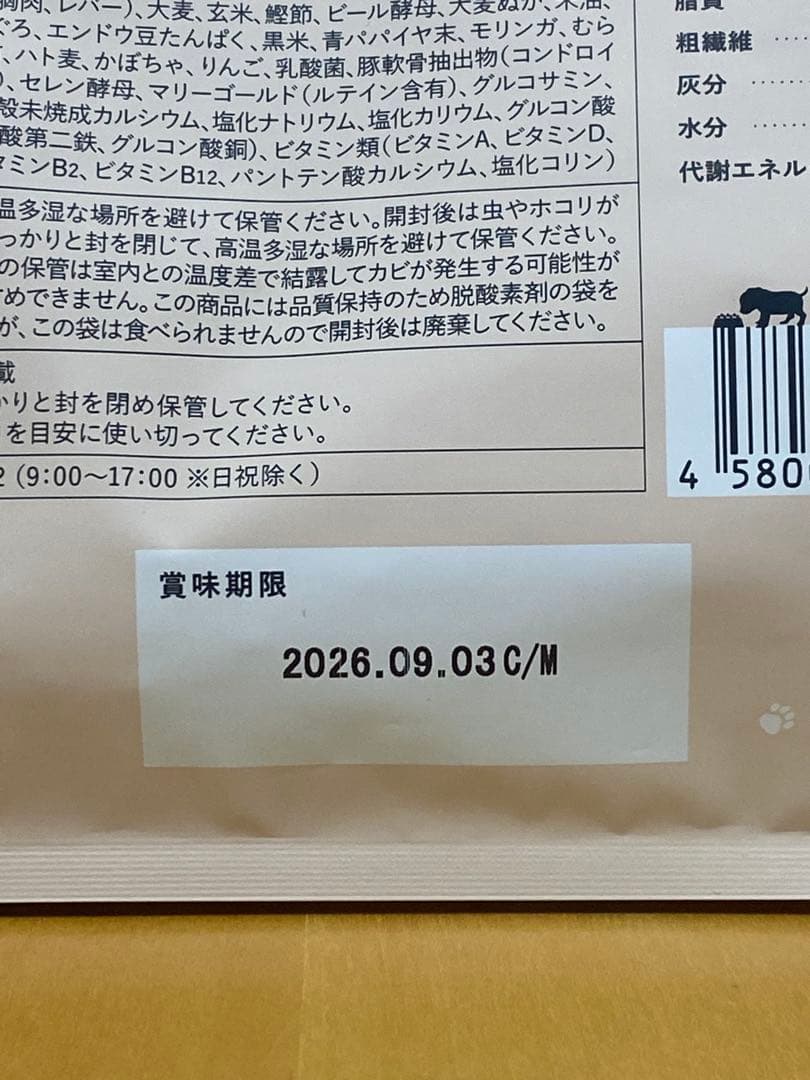 胸肉、レバー)、大麦、玄米、鰹節、ビール酵母、大麦ぬか、米油、
ぐろ、エンドウ豆たんぱく、黒米、青パパイヤ末、モリンガ、むら
、ハト麦、かぼちゃ、りんご、乳酸菌、豚軟骨抽出物(コンドロイ
)、セレン酵母、マリーゴールド(ルテイン含有)、グルコサミン、
殻未焼成カルシウム、塩化ナトリウム、塩化カリウム、グルコン酸
酸第二鉄、グルコン酸銅)、ビタミン類(ビタミンA、ビタミンD、
タミンB2、ビタミンB12、パントテン酸カルシウム、塩化コリン)
温多湿な場所を避けて保管ください。開封後は虫やホコリが
っかりと封を閉じて、高温多湿な場所を避けて保管ください。
の保管は室内との温度差で結露してカビが発生する可能性が
すめできません。この商品には品質保持のため脱酸素剤の袋を
が、この袋は食べられませんので開封後は廃棄してください。
載
かりと封を閉め保管してください。
を目安に使い切ってください。
2 (9:00〜17:00 ※日祝除く)
脂質
粗繊維 ‥‥
灰分 ‥‥‥
水分 ‥‥‥
代謝エネル
4 580
賞味期限
2026.09.03C/M